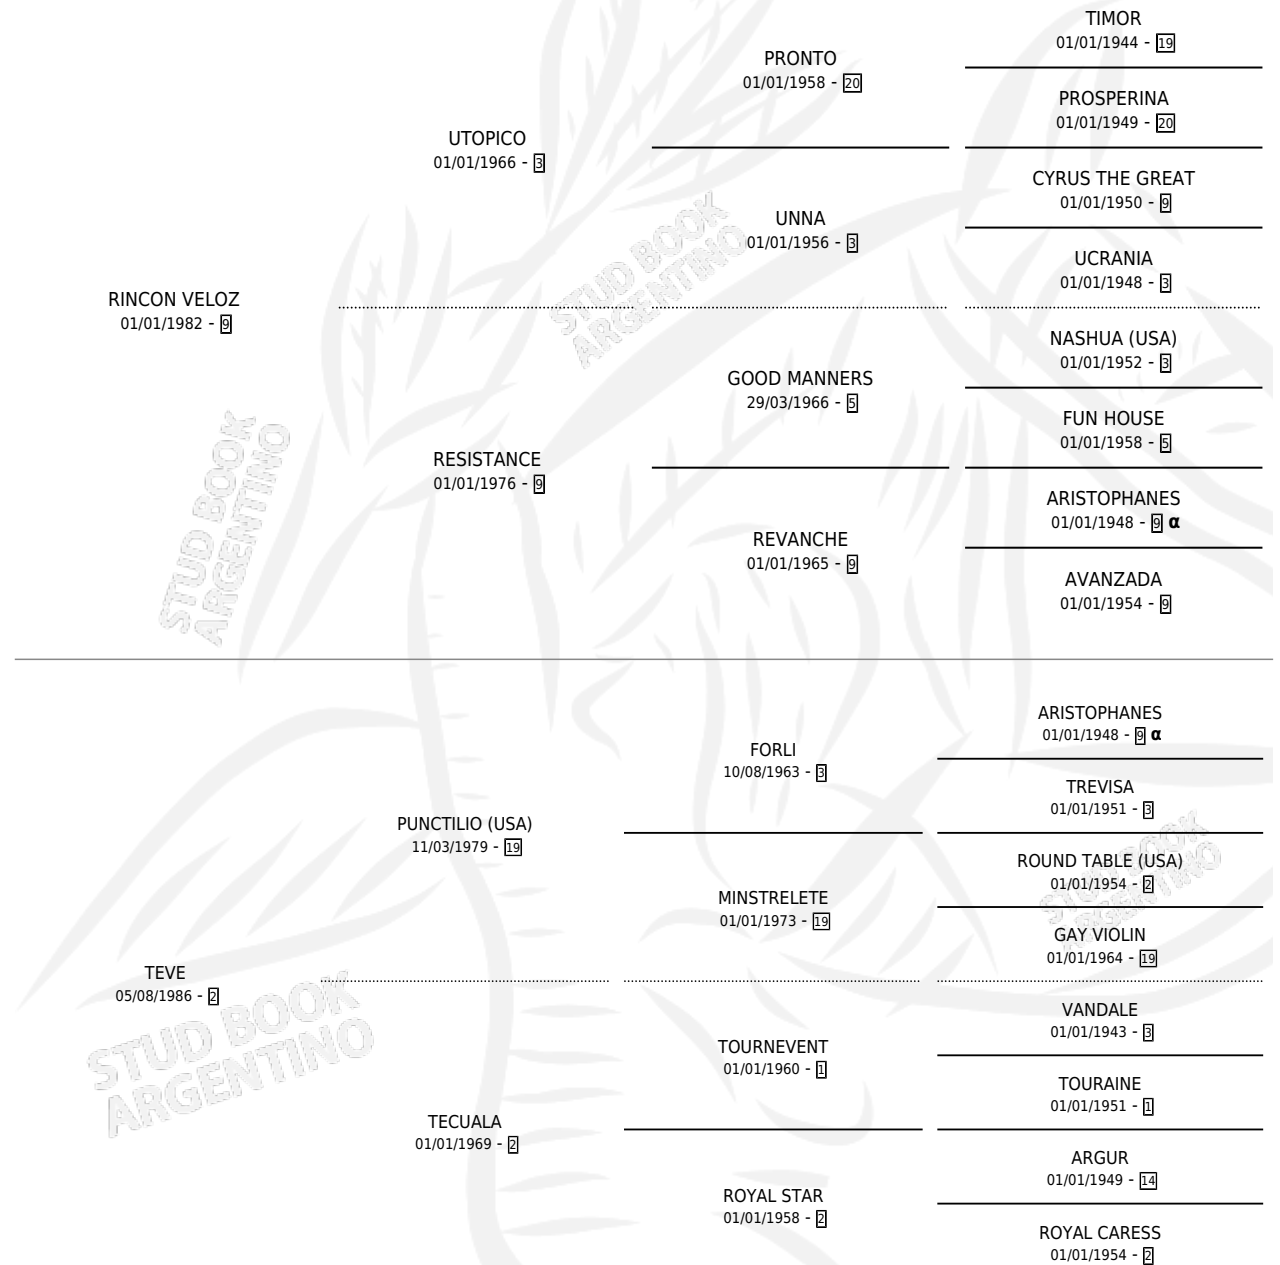 TIMOR
01/01/1944 - 19
PRONTO
01/01/1958 - 20
PROSPERINA
01/01/1949 - 20
UTOPICO
01/01/1966 - 3
CYRUS THE GREAT
01/01/1950 - 9
UNNA
01/01/1956 - 3
UCRANIA
01/01/1948 - 3
RINCON VELOZ
01/01/1982 - 9
NASHUA (USA)
01/01/1952 - 3
GOOD MANNERS
29/03/1966 - 5
FUN HOUSE
01/01/1958 - 5
RESISTANCE
01/01/1976 - 9
ARISTOPHANES
01/01/1948 - 9 α
REVANCHE
01/01/1965 - 9
AVANZADA
01/01/1954 - 9
STUD BOOK
ARGENTINO
STUD BOOK
ARGENTINO
ARISTOPHANES
01/01/1948 - 9 α
FORLI
10/08/1963 - 3
TREVISA
01/01/1951 - 3
PUNCTILIO (USA)
11/03/1979 - 19
ROUND TABLE (USA)
01/01/1954 - 2
MINSTRELETE
01/01/1973 - 19
GAY VIOLIN
01/01/1964 - 19
TEVE
05/08/1986 - 2
VANDALE
01/01/1943 - 3
TOURNEVENT
01/01/1960 - 1
TOURAINE
01/01/1951 - 1
TECUALA
01/01/1969 - 2
ARGUR
01/01/1949 - 14
ROYAL STAR
01/01/1958 - 2
ROYAL CARESS
01/01/1954 - 2
STUD BOOK
ARGENTINO
STUD BOOK
ARGENTINO